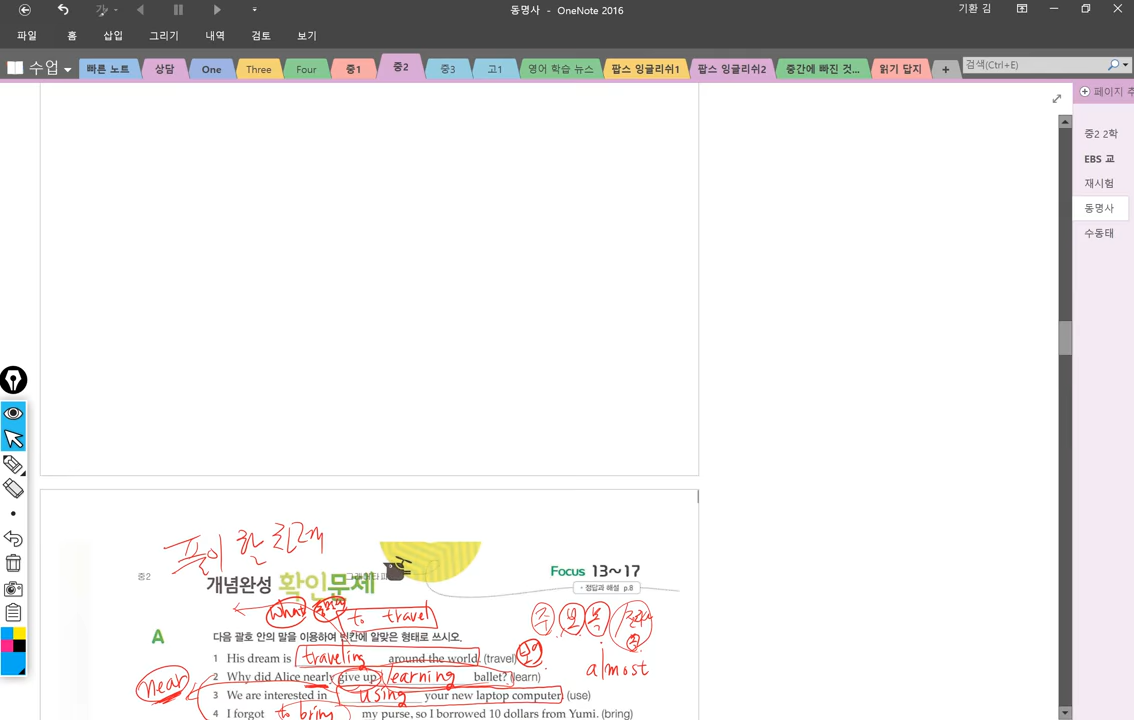 동명사 - OneNote 2016
기환 김
파일 홈 삽입 그리기 내역 검토 보기
수업 빠른 노트 상담 One Three Four 중1 중2 중3 고1 영어 학습 뉴스 팝스 잉글리쉬1 팝스 잉글리쉬2 중간에 빠진 것... 읽기 답지 +
검색(Ctrl+E)
페이지 추
중2 2학
EBS 교
재시험
동명사
수동태
중2
개념완성 확인문제
Focus 13~17
정답과 해설 p.8
what to travel
주 보 목
almost
A 다음 괄호 안의 말을 이용하여 빈칸에 알맞은 형태로 쓰시오.
1 His dream is traveling around the world. (travel)
2 Why did Alice nearly give up learning ballet? (learn)
near
3 We are interested in using your new laptop computer. (use)
4 I forgot to bring my purse, so I borrowed 10 dollars from Yumi. (bring)